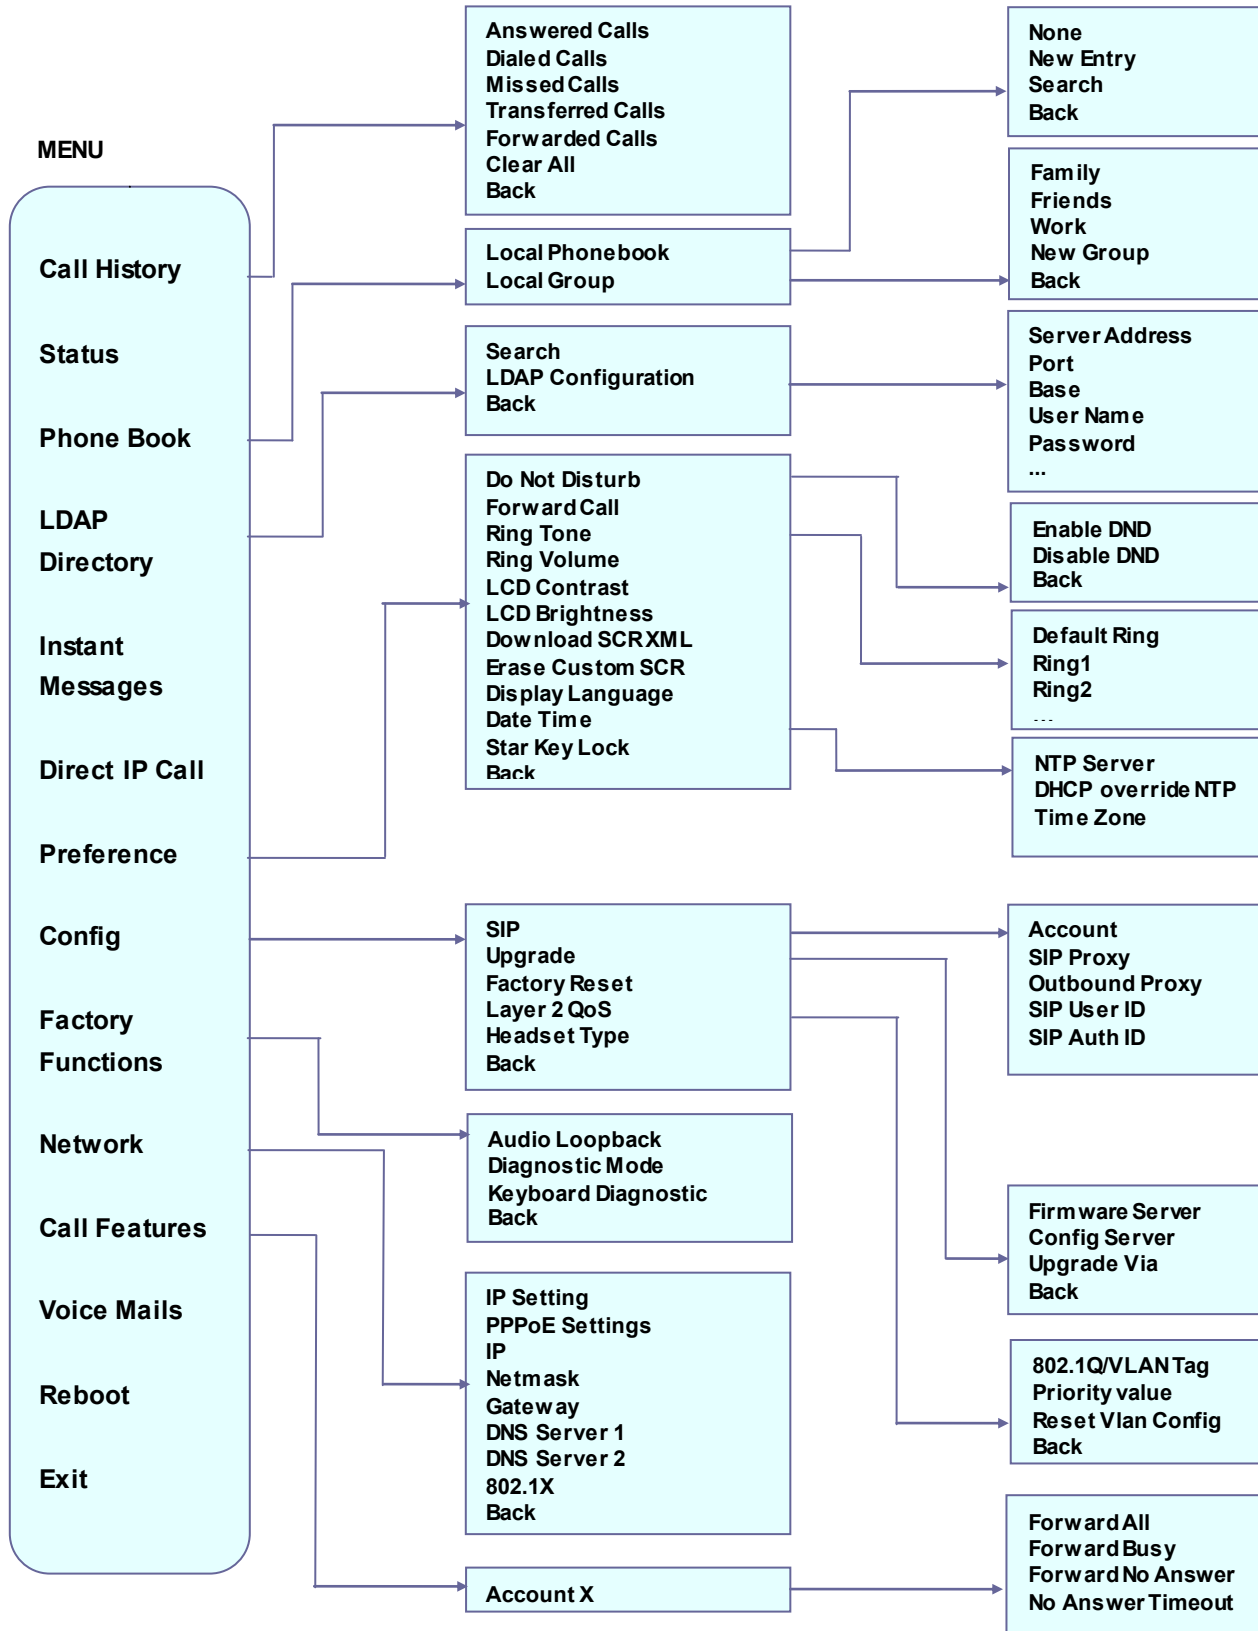 MENU
Call History
Status
Phone Book
LDAP
Directory
Instant
Messages
Direct IP Call
Preference
Config
Factory
Functions
Network
Call Features
Voice Mails
Reboot
Exit
Answered Calls
Dialed Calls
Missed Calls
Transferred Calls
Forwarded Calls
Clear All
Back
Local Phonebook
Local Group
Search
LDAP Configuration
Back
Do Not Disturb
Forward Call
Ring Tone
Ring Volume
LCD Contrast
LCD Brightness
Download SCR XML
Erase Custom SCR
Display Language
Date Time
Star Key Lock
Back
SIP
Upgrade
Factory Reset
Layer 2 QoS
Headset Type
Back
Audio Loopback
Diagnostic Mode
Keyboard Diagnostic
Back
IP Setting
PPPoE Settings
IP
Netmask
Gateway
DNS Server 1
DNS Server 2
802.1X
Back
Account X
None
New Entry
Search
Back
Family
Friends
Work
New Group
Back
Server Address
Port
Base
User Name
Password
...
Enable DND
Disable DND
Back
Default Ring
Ring1
Ring2
...
NTP Server
DHCP override NTP
Time Zone
Account
SIP Proxy
Outbound Proxy
SIP User ID
SIP Auth ID
Firmware Server
Config Server
Upgrade Via
Back
802.1Q/VLAN Tag
Priority value
Reset Vlan Config
Back
Forward All
Forward Busy
Forward No Answer
No Answer Timeout